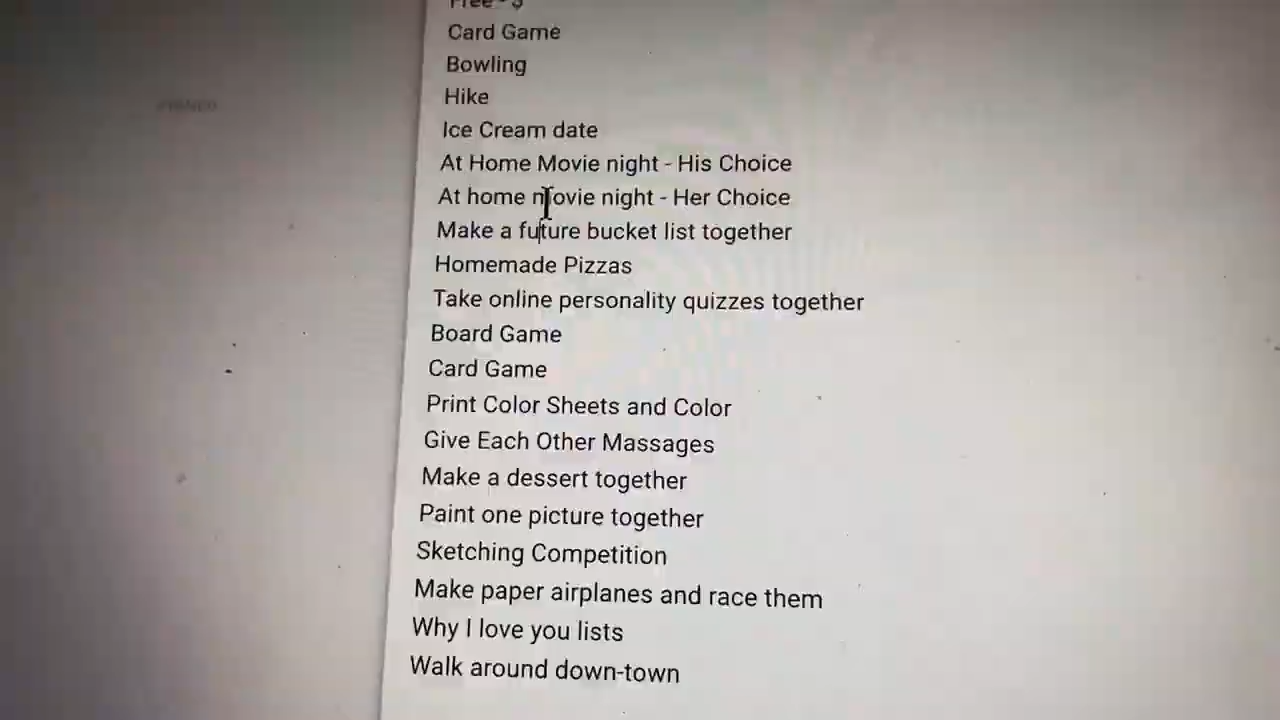 Free - $
Card Game
Bowling
Hike
Ice Cream date
At Home Movie night - His Choice
At home movie night - Her Choice
Make a future bucket list together
Homemade Pizzas
Take online personality quizzes together
Board Game
Card Game
Print Color Sheets and Color
Give Each Other Massages
Make a dessert together
Paint one picture together
Sketching Competition
Make paper airplanes and race them
Why I love you lists
Walk around down-town